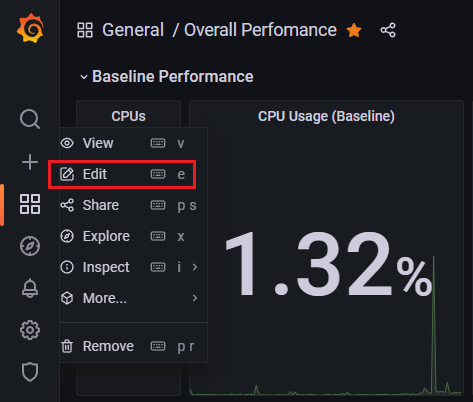 General / Overall Perfomance
Baseline Performance
CPUs
CPU Usage (Baseline)
View v
Edit e
Share p s
Explore x
Inspect i
More...
Remove p r
1.32%